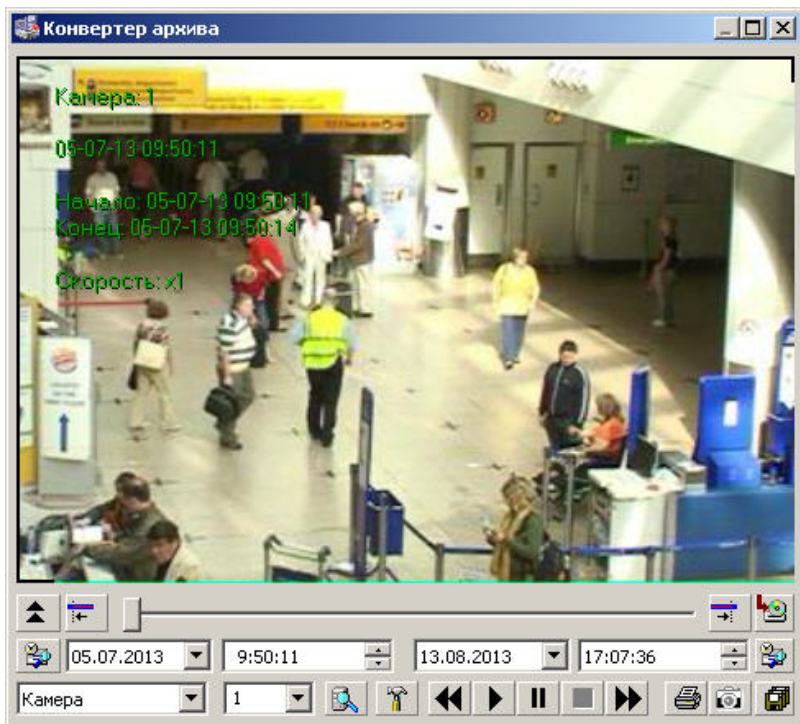 Конвертер архива
Камера: 1
05-07-13 09:50:11
Начало: 05-07-13 09:50:11
Конец: 05-07-13 09:50:14
Скорость: x1
05.07.2013 9:50:11 13.08.2013 17:07:36
Камера 1